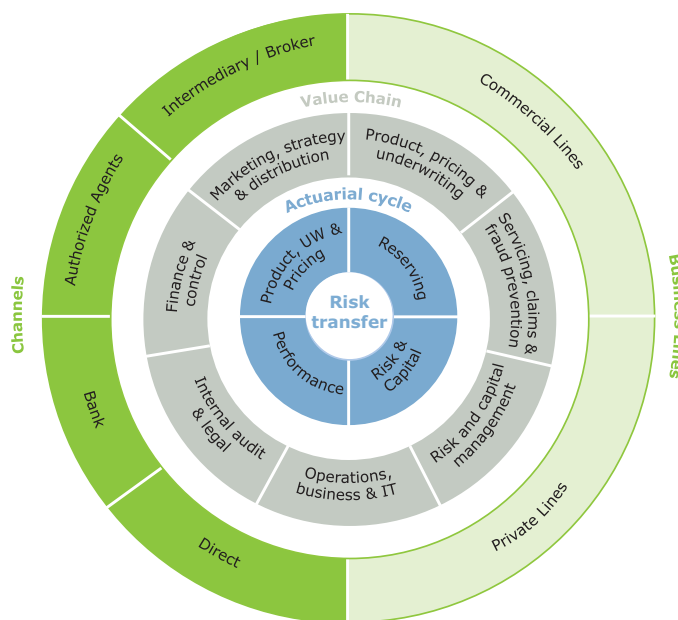 Intermediary / Broker
Commercial Lines
Value Chain
Marketing, strategy
& distribution
Product, pricing &
underwriting
Authorized Agents
Actuarial cycle
Servicing, claims &
fraud prevention
Finance &
control
Product, UW &
Pricing
Reserving
Channels
Risk
transfer
Business Lines
Performance
Risk &
Capital
Bank
Internal audit
& legal
Risk and capital
management
Operations,
business & IT
Direct
Private Lines